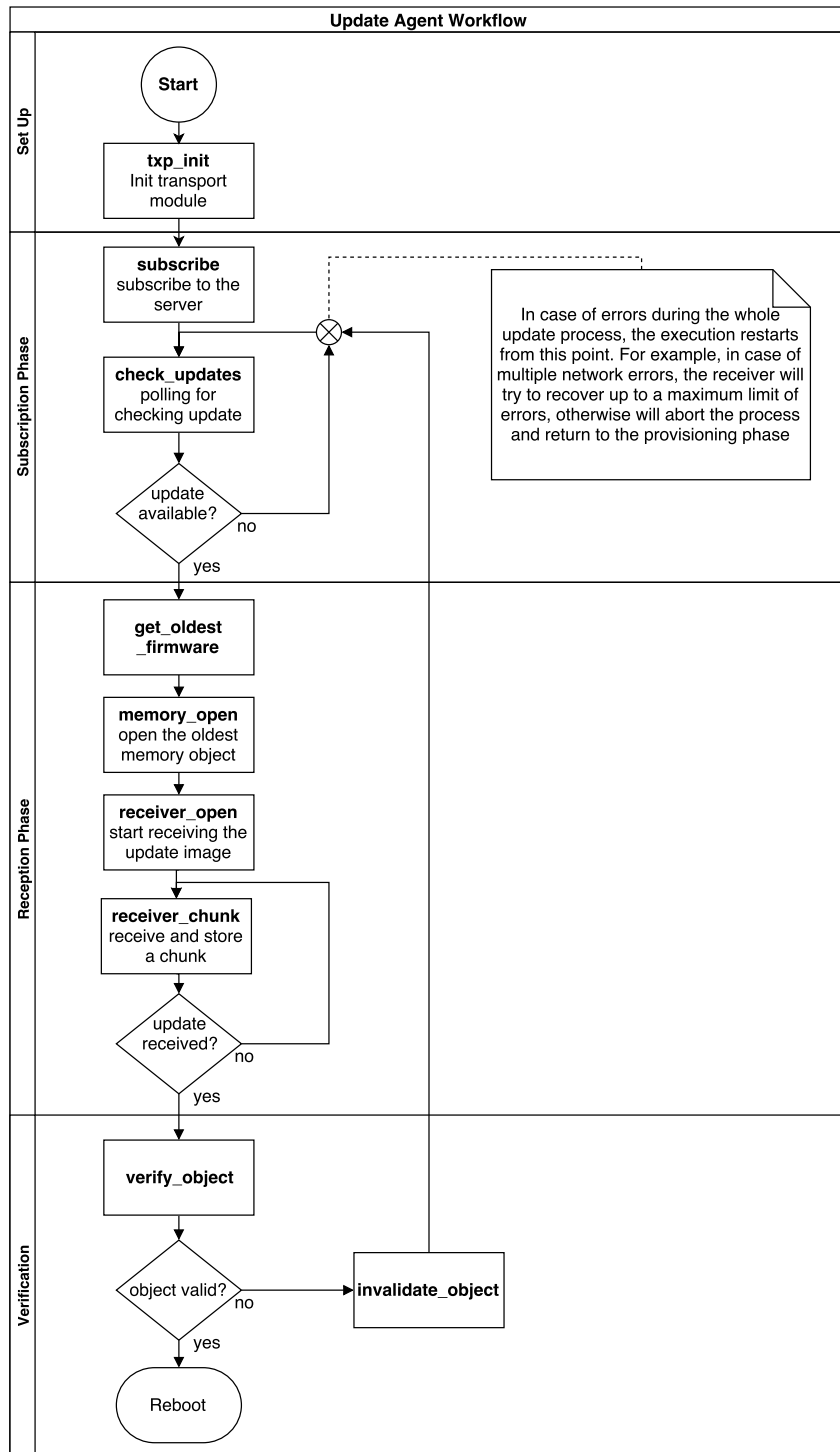 Update Agent Workflow
Set Up
Start
txp_init
Init transport
module
Subscription Phase
subscribe
subscribe to the
server
check_updates
polling for
checking update
update
available?
no
yes
In case of errors during the whole
update process, the execution restarts
from this point. For example, in case of
multiple network errors, the receiver will
try to recover up to a maximum limit of
errors, otherwise will abort the process
and return to the provisioning phase
Reception Phase
get_oldest
_firmware
memory_open
open the oldest
memory object
receiver_open
start receiving the
update image
receiver_chunk
receive and store
a chunk
update
received?
no
yes
Verification
verify_object
object valid?
no
invalidate_object
yes
Reboot